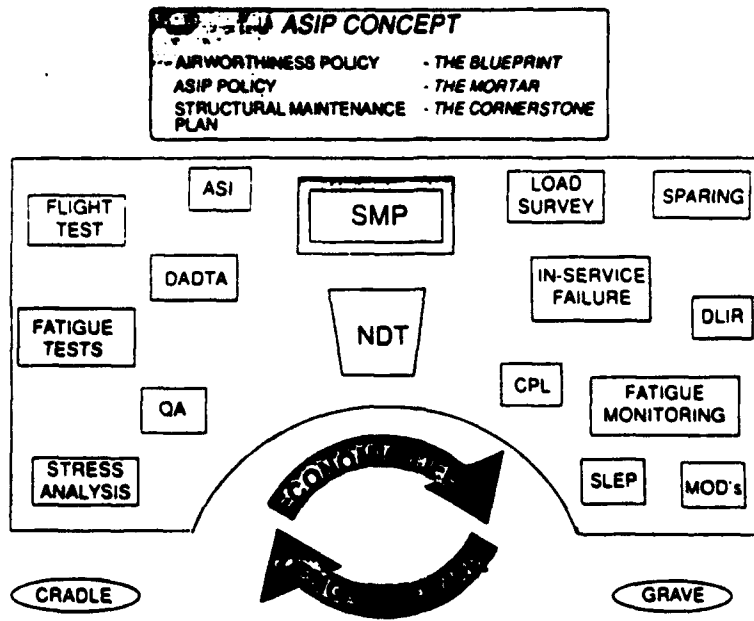 ASIP CONCEPT
AIRWORTHINESS POLICY - THE BLUEPRINT
ASIP POLICY - THE MORTAR
STRUCTURAL MAINTENANCE - THE CORNERSTONE
PLAN
FLIGHT
TEST
ASI
SMP
LOAD
SURVEY
SPARING
DADTA
IN-SERVICE
FAILURE
FATIGUE
TESTS
NDT
DLIR
QA
CPL
FATIGUE
MONITORING
STRESS
ANALYSIS
SLEP
MOD's
ECONOMIC
CRADLE
GRAVE